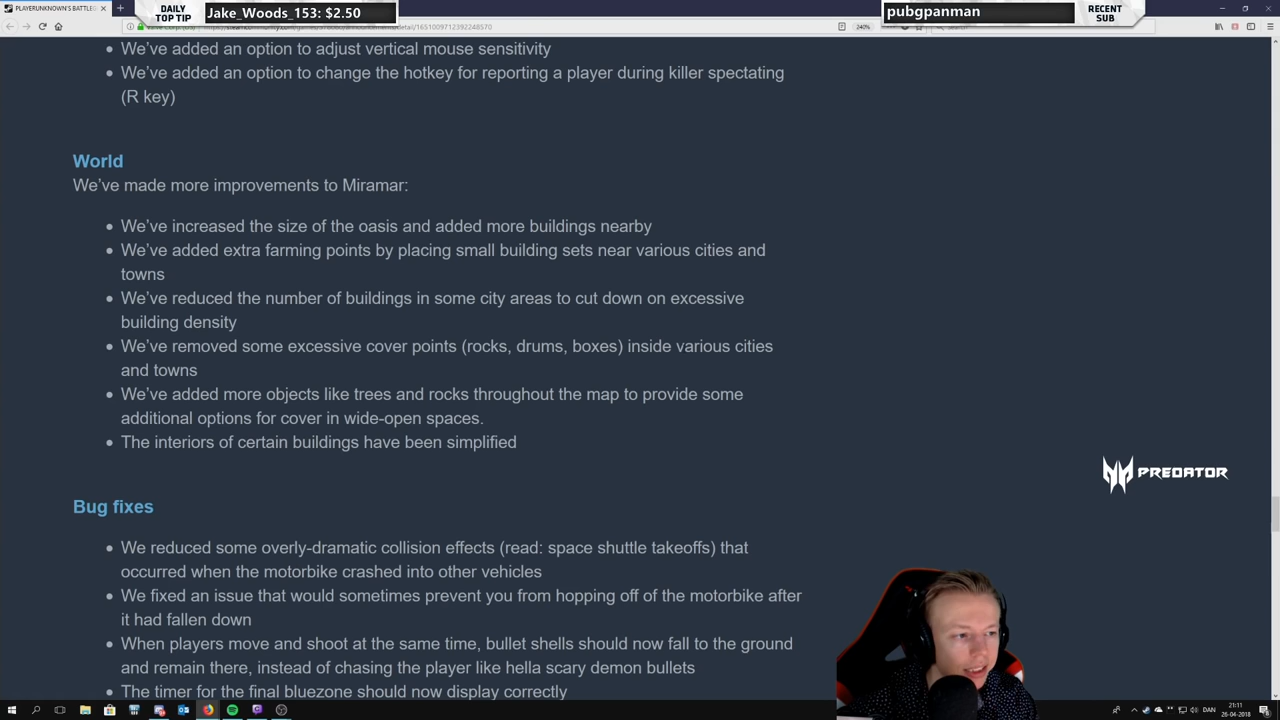 PLAYERUNKNOWN'S BATTLE
DAILY
TOP TIP
Jake_Woods_153: $2.50
pubgpanman
RECENT
SUB
240%
We've added an option to adjust vertical mouse sensitivity
We've added an option to change the hotkey for reporting a player during killer spectating
(R key)
World
We've made more improvements to Miramar:
We've increased the size of the oasis and added more buildings nearby
We've added extra farming points by placing small building sets near various cities and
towns
We've reduced the number of buildings in some city areas to cut down on excessive
building density
We've removed some excessive cover points (rocks, drums, boxes) inside various cities
and towns
We've added more objects like trees and rocks throughout the map to provide some
additional options for cover in wide-open spaces.
The interiors of certain buildings have been simplified
PREDATOR
Bug fixes
We reduced some overly-dramatic collision effects (read: space shuttle takeoffs) that
occurred when the motorbike crashed into other vehicles
We fixed an issue that would sometimes prevent you from hopping off of the motorbike after
it had fallen down
When players move and shoot at the same time, bullet shells should now fall to the ground
and remain there, instead of chasing the player like hella scary demon bullets
The timer for the final bluezone should now display correctly
DAN
21:11
26-04-2018